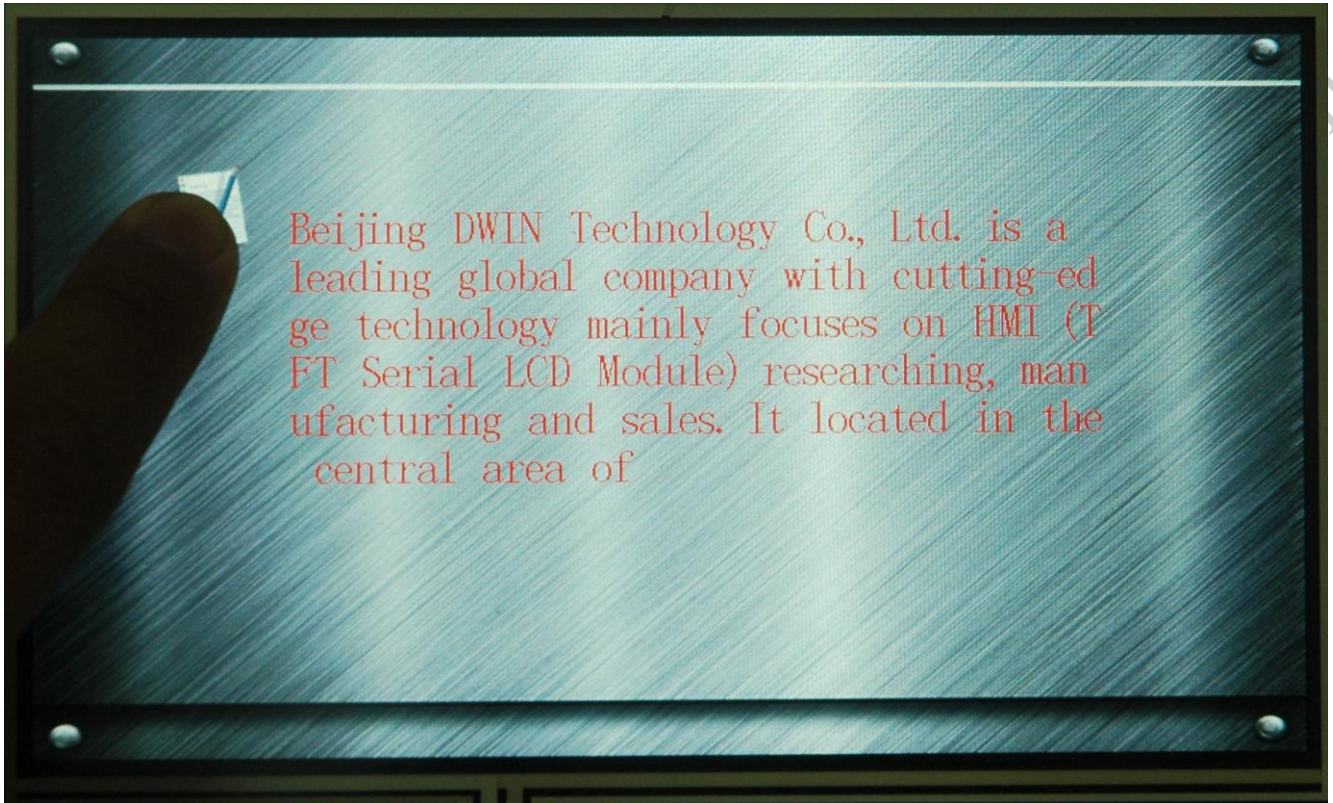 Beijing DWIN Technology Co., Ltd. is a
leading global company with cutting-ed
ge technology mainly focuses on HMI (T
FT Serial LCD Module) researching, man
ufacturing and sales. It located in the
 central area of